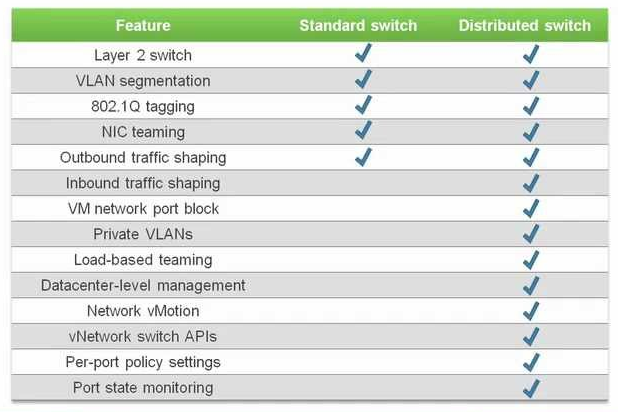 Feature Standard switch Distributed switch
Layer 2 switch ✓ ✓
VLAN segmentation ✓ ✓
802.1Q tagging ✓ ✓
NIC teaming ✓ ✓
Outbound traffic shaping ✓ ✓
Inbound traffic shaping ✓
VM network port block ✓
Private VLANs ✓
Load-based teaming ✓
Datacenter-level management ✓
Network vMotion ✓
vNetwork switch APIs ✓
Per-port policy settings ✓
Port state monitoring ✓